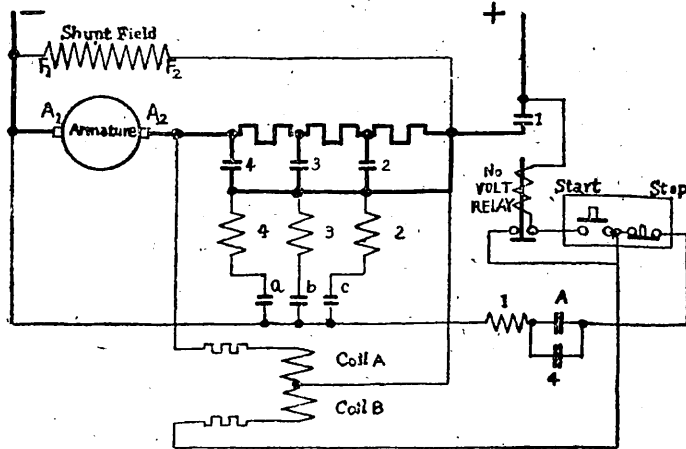 − +
Shunt Field
F1 F2
A1 A2
Armature
1
4 3 2
NO
VOLT
RELAY
Start Stop
4 3 2
a b c
1 A
4
Coil A
Coil B